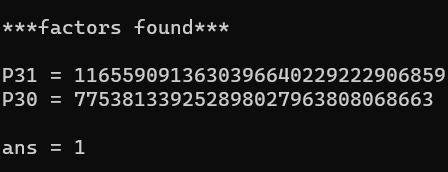 ***factors found***
P31 = 1165590913630396640229222906859
P30 = 775381339252898027963808068663
ans = 1